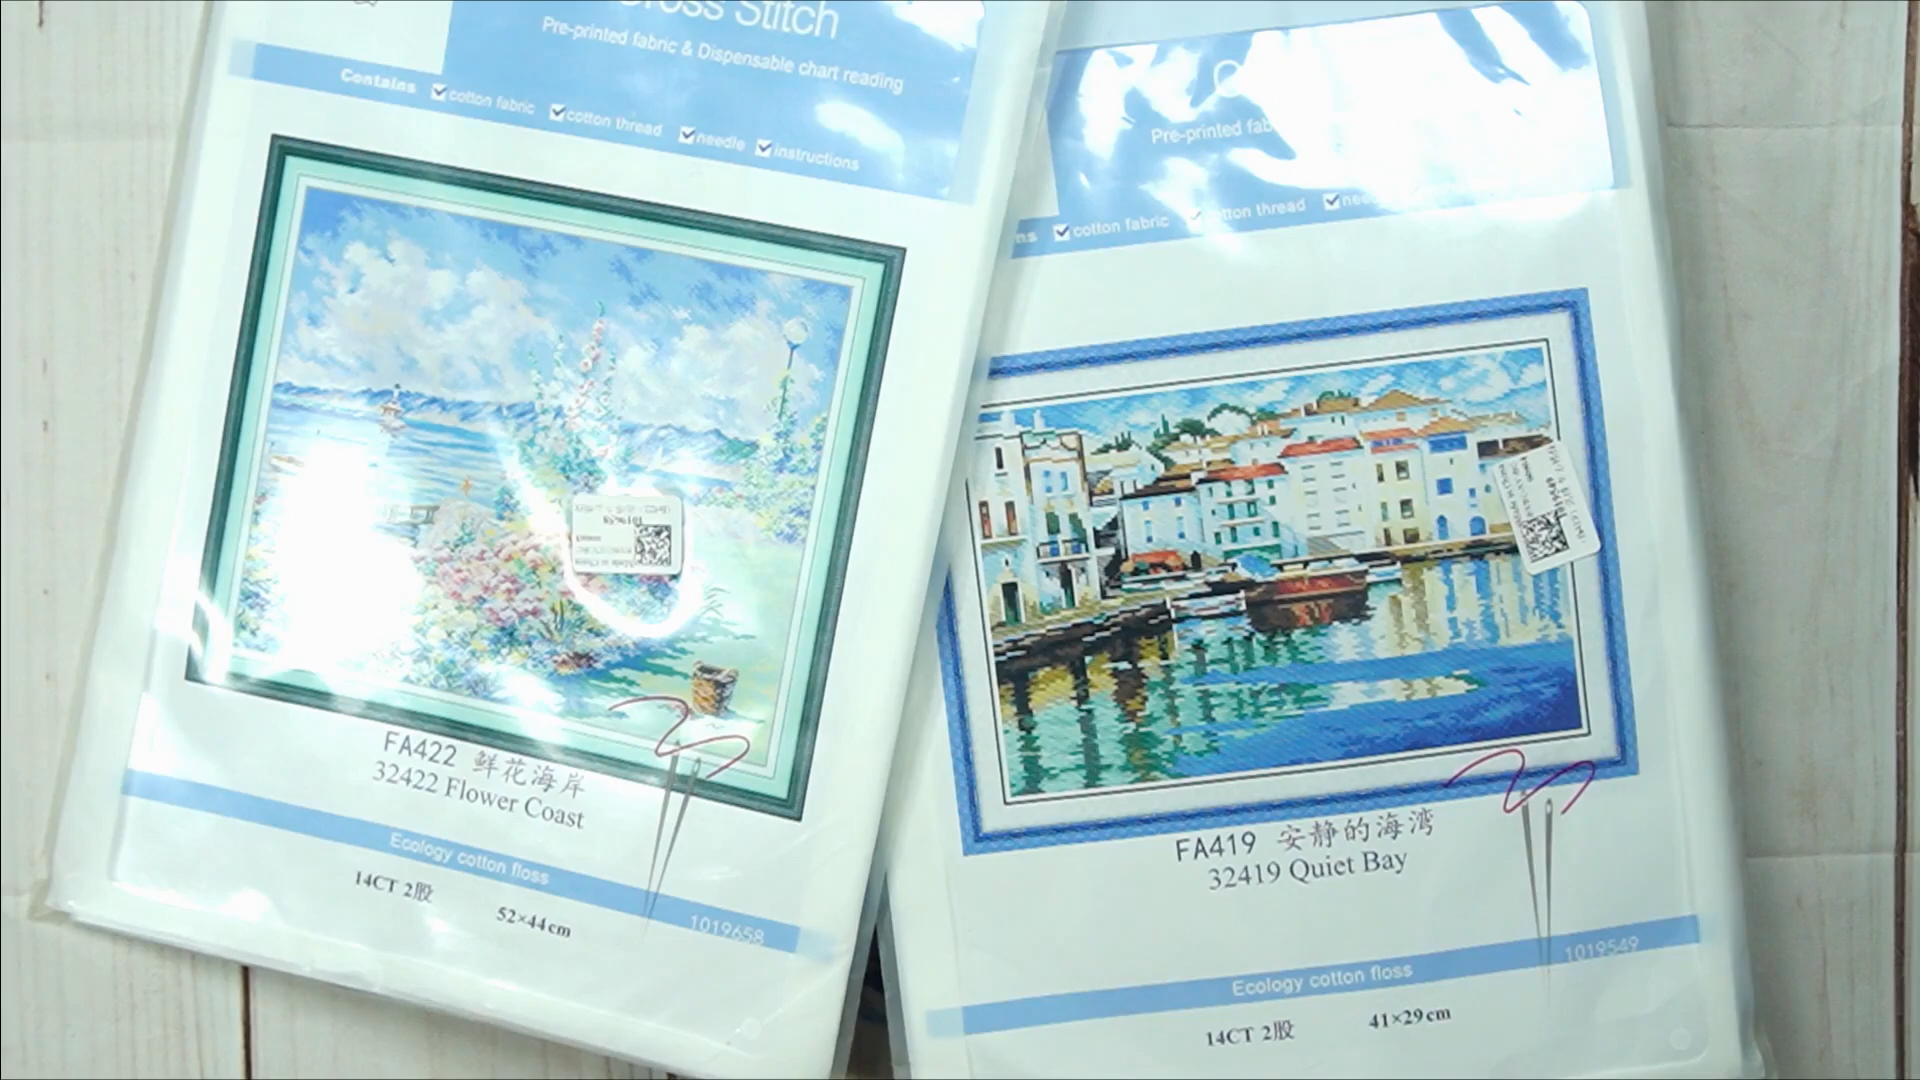 Cross Stitch
Pre-printed fabric & Dispensable chart reading
Contains cotton fabric cotton thread needle instructions
1019658
FA422 鲜花海岸
32422 Flower Coast
Ecology cotton floss
1019658
14CT 2股 52×44cm
Pre-printed
cotton fabric thread
FA419 安静的海湾
32419 Quiet Bay
Ecology cotton floss
1019549
14CT 2股 41×29cm